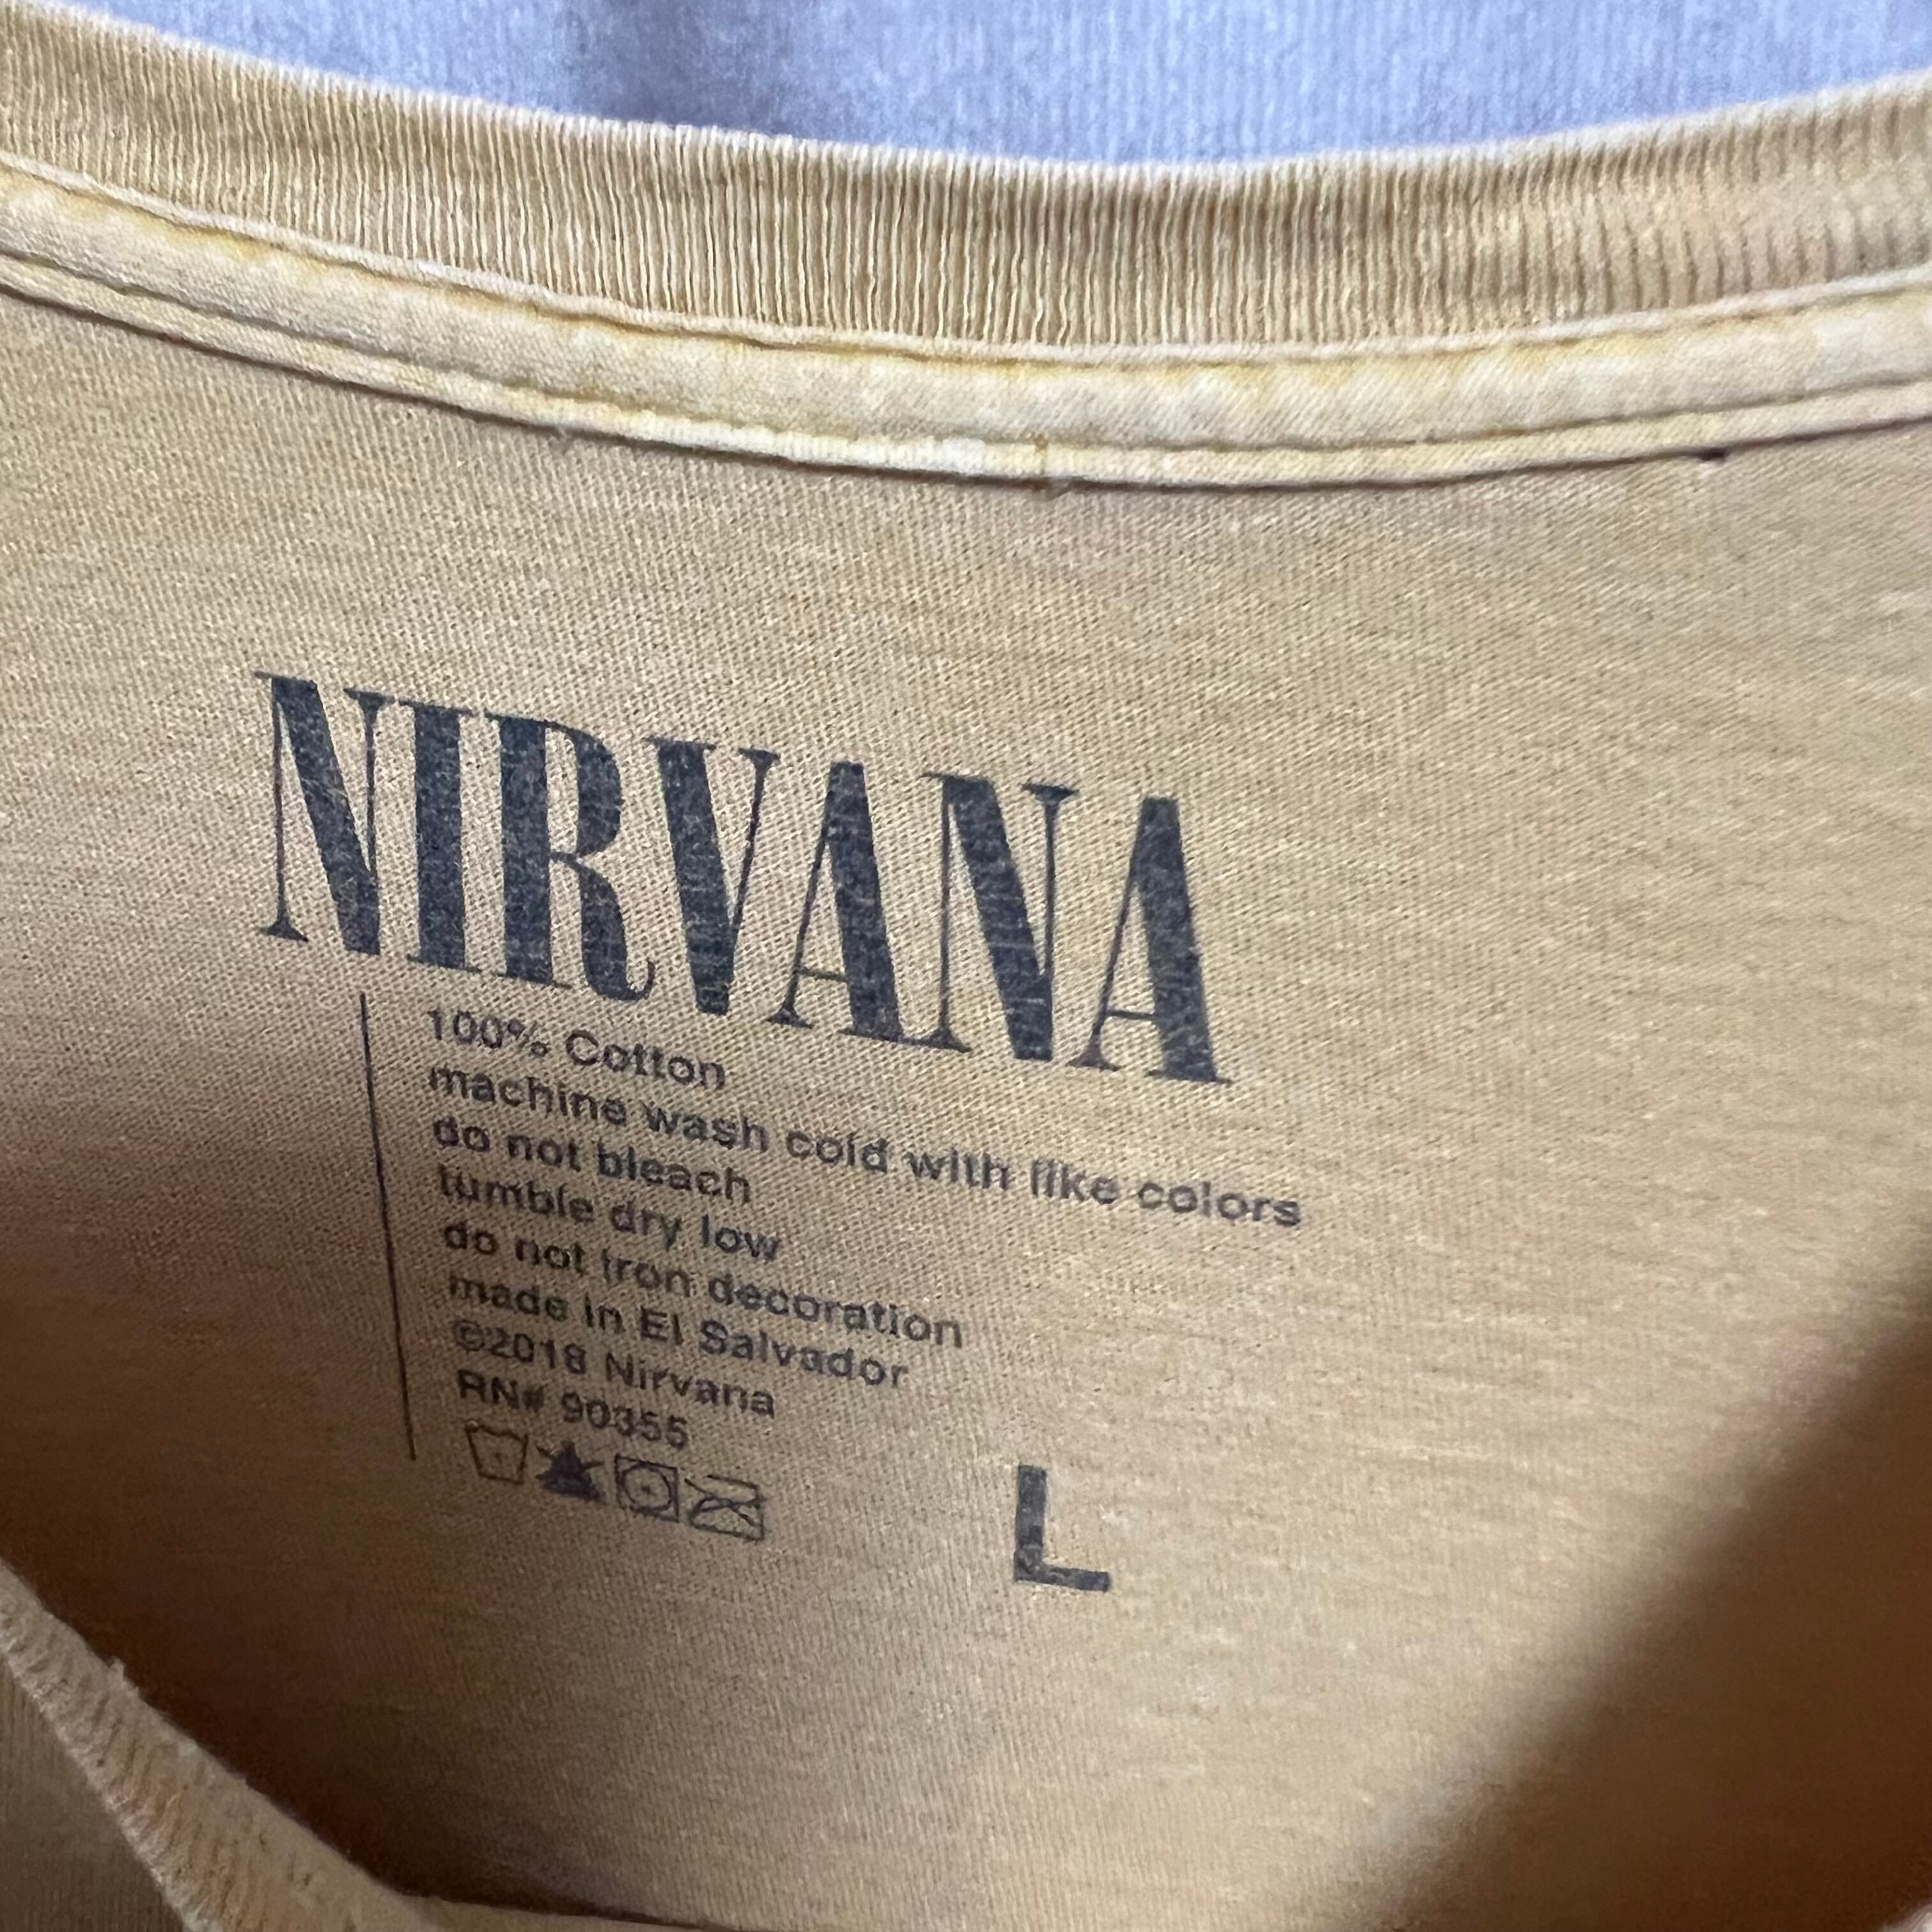 NIRVANA
100% Cotton
machine wash cold with like colors
do not bleach
tumble dry low
do not iron decoration
made in El Salvador
©2018 Nirvana
RN# 90355
L